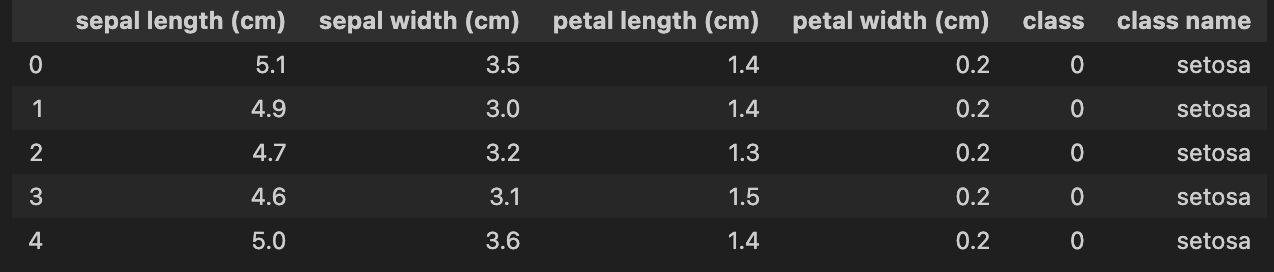 sepal length (cm) sepal width (cm) petal length (cm) petal width (cm) class class name
0 5.1 3.5 1.4 0.2 0 setosa
1 4.9 3.0 1.4 0.2 0 setosa
2 4.7 3.2 1.3 0.2 0 setosa
3 4.6 3.1 1.5 0.2 0 setosa
4 5.0 3.6 1.4 0.2 0 setosa